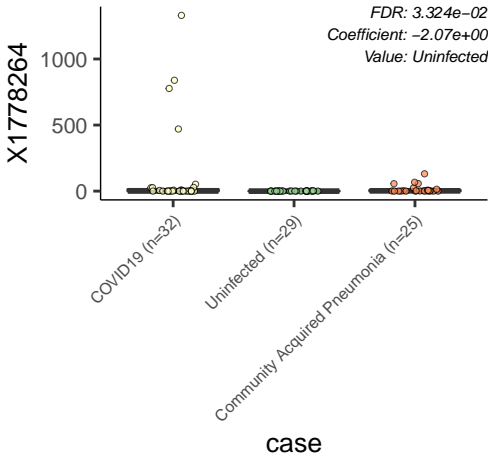 FDR: 3.324e−02
Coefficient: −2.07e+00
Value: Uninfected
X1778264
1000
500
0
COVID19 (n=32)
Uninfected (n=29)
Community Acquired Pneumonia (n=25)
case